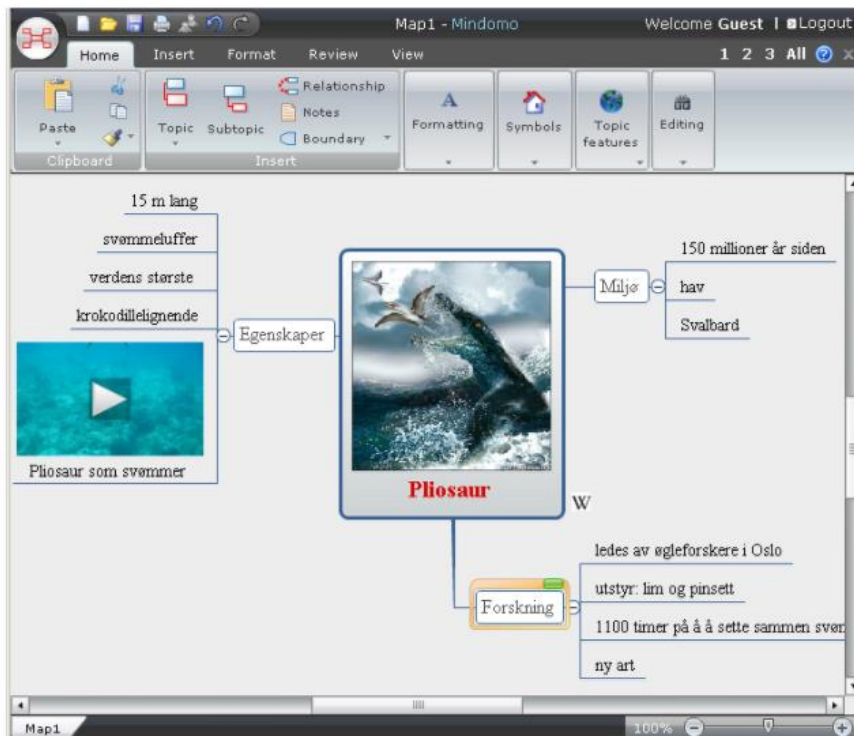 Map1 - Mindomo
Welcome Guest | Logout
Home Insert Format Review View
1 2 3 All ? X
Paste
Clipboard
Topic
Subtopic
Relationship
Notes
Boundary
Insert
Formatting
Symbols
Topic features
Editing
15 m lang
svømmeluffer
verdens største
krokodillelignende
Pliosaur som svømmer
Egenskaper
Pliosaur
W
Miljø
150 millioner år siden
hav
Svalbard
Forskning
ledes av øgleforskere i Oslo
utstyr: lim og pinsett
1100 timer på å å sette sammen
ny art
Map1
100%